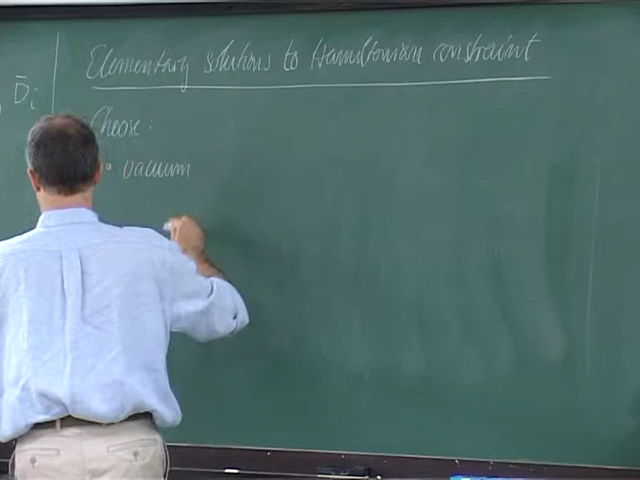 Elementary solutions to Hamiltonian constraint
D̄ᵢ
Choose :
• vacuum